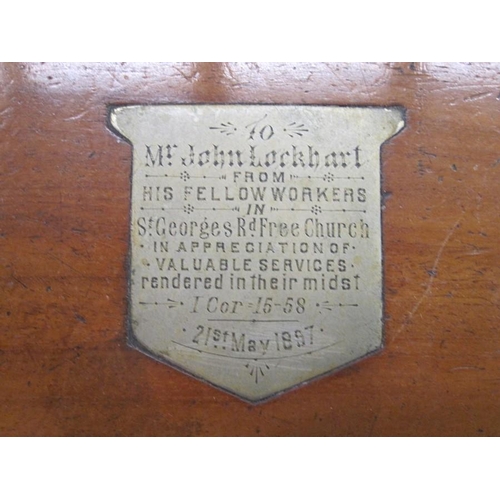 To
Mr John Lockhart
FROM
HIS FELLOW WORKERS
IN
St Georges Rd Free Church
IN APPRECIATION OF
VALUABLE SERVICES
rendered in their midst
1 Cor=15-58
21st May 1897